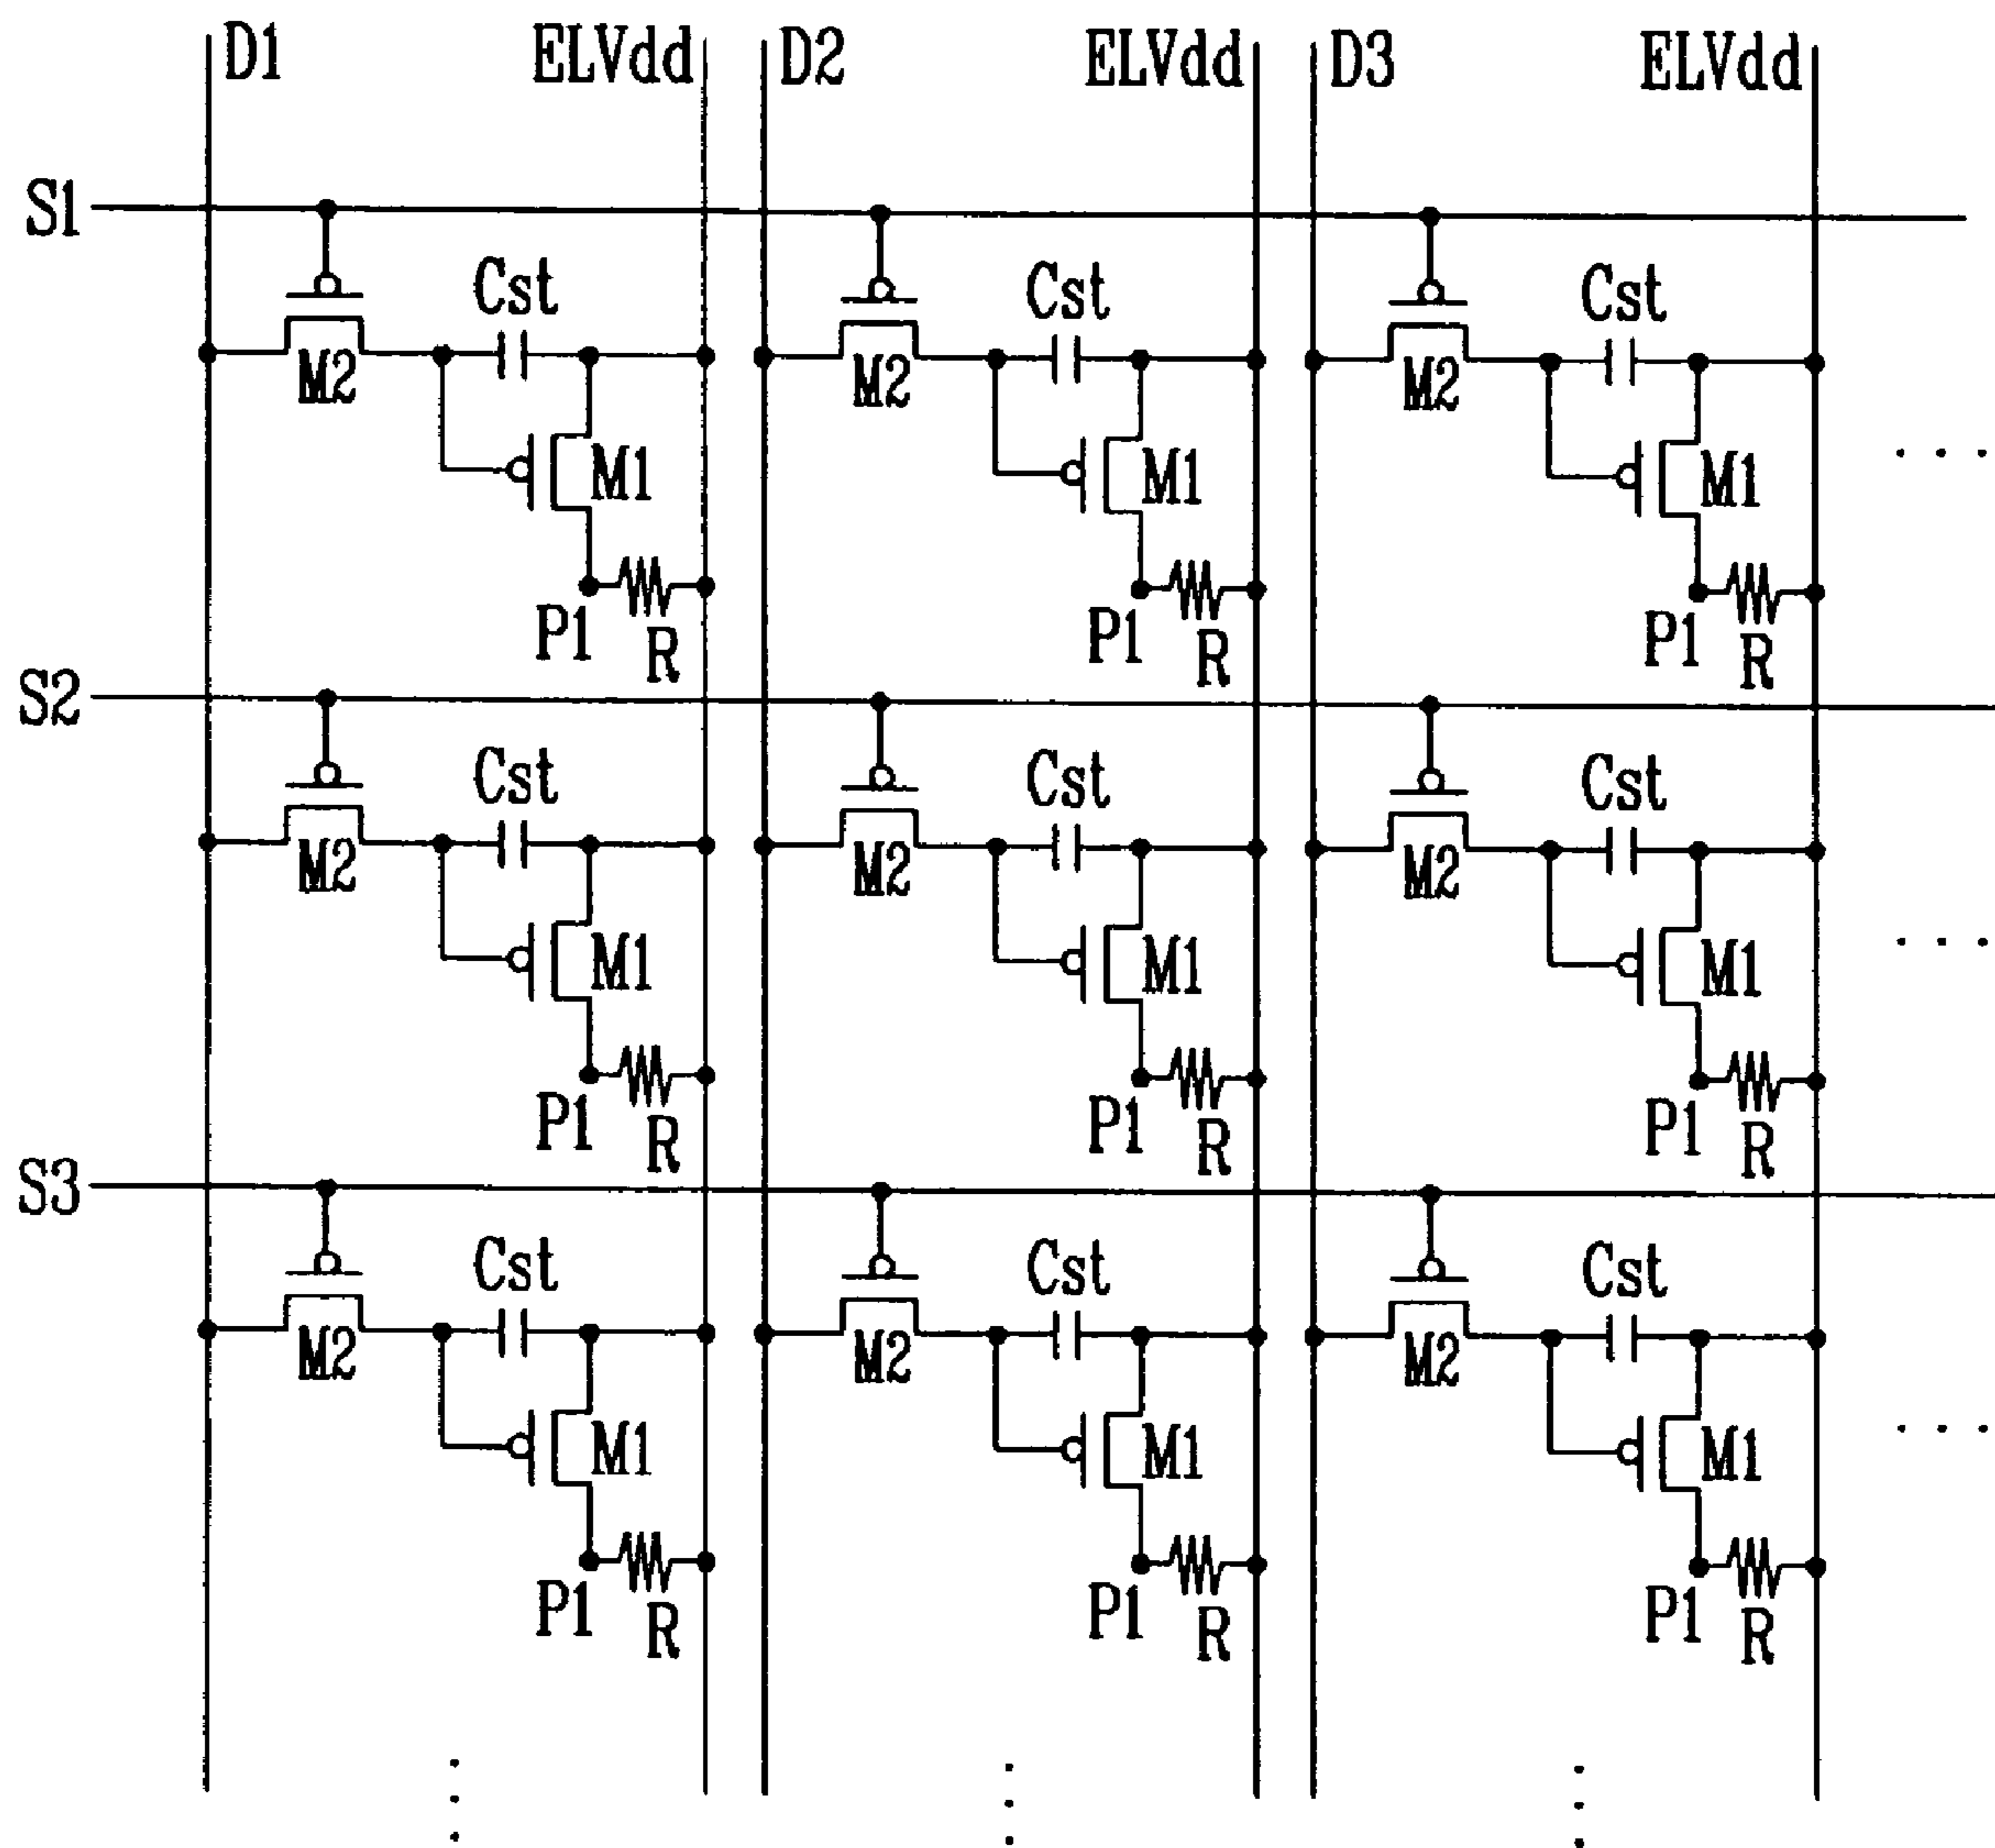 D1 ELVdd D2 ELVdd D3 ELVdd
S1
Cst Cst Cst
M2 M2 M2
M1 M1 M1
P1 P1 P1
R R R
S2
Cst Cst Cst
M2 M2 M2
M1 M1 M1
P1 P1 P1
R R R
S3
Cst Cst Cst
M2 M2 M2
M1 M1 M1
P1 P1 P1
R R R